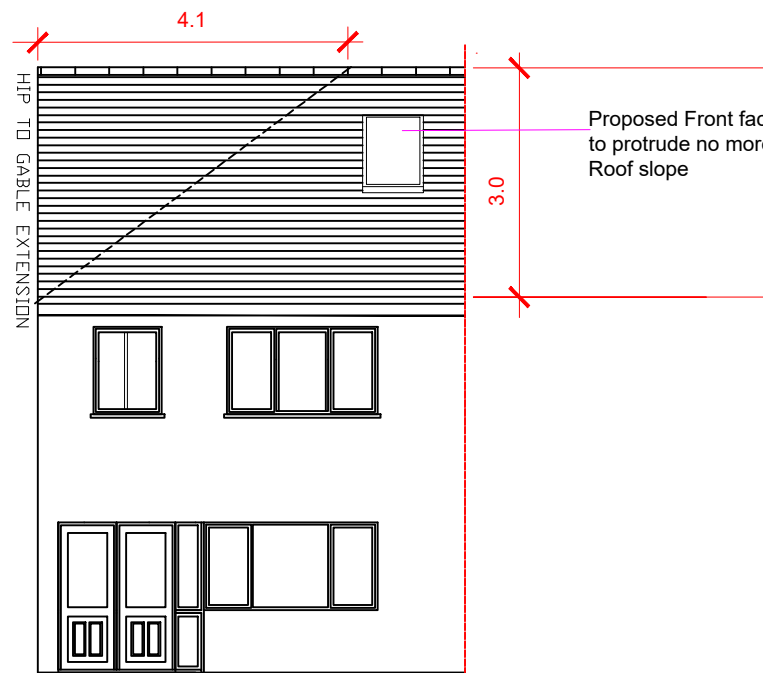 4.1
HIP TO GABLE EXTENSION
Proposed Front fac
to protrude no more
Roof slope
3.0